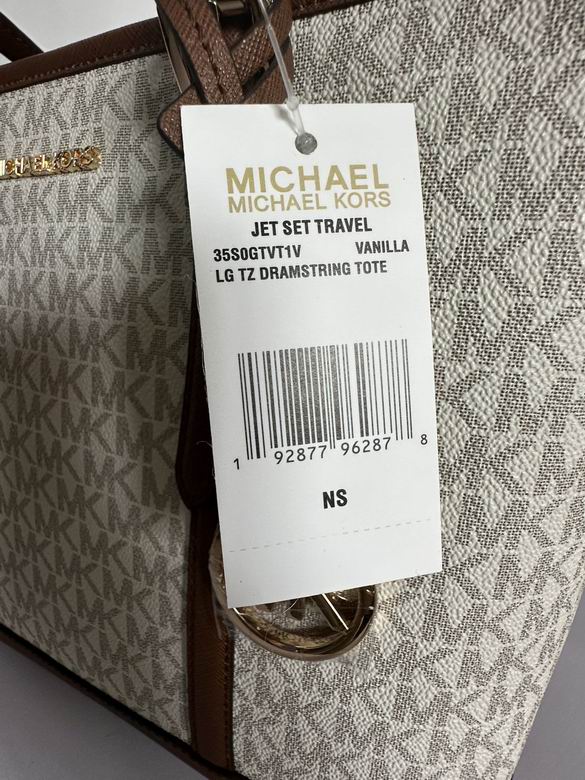 MICHAEL
MICHAEL KORS
JET SET TRAVEL
35S0GTVT1V VANILLA
LG TZ DRAMSTRING TOTE
1 92877 96287 8
NS